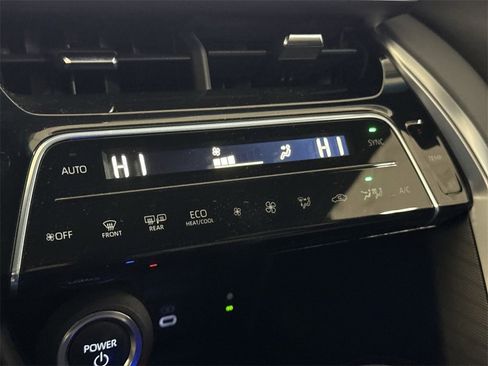 HI HI
AUTO SYNC
TEMP
OFF FRONT REAR ECO HEAT/COOL A/C
POWER